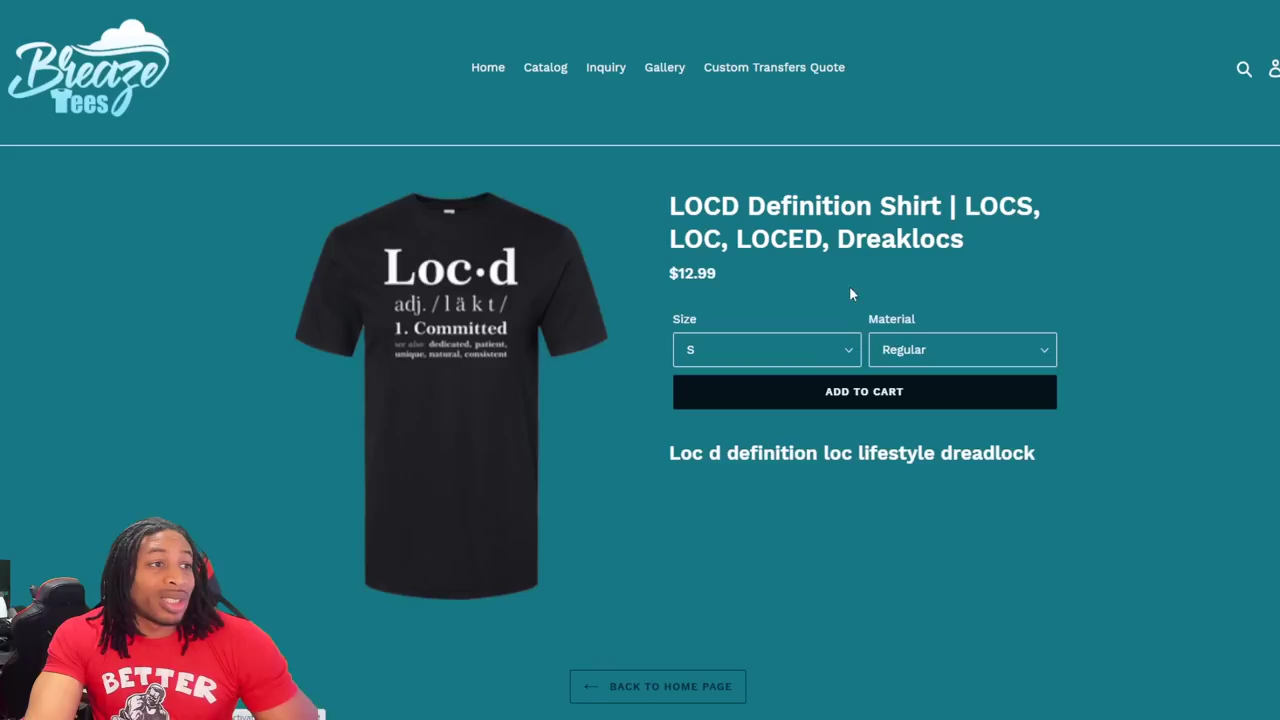 Breaze
Tees
Home
Catalog
Inquiry
Gallery
Custom Transfers Quote
Loc•d
adj. /l ä k t/
1. Committed
see also: dedicated, patient,
unique, natural, consistent
LOCD Definition Shirt | LOCS,
LOC, LOCED, Dreaklocs
$12.99
Size
Material
S
Regular
ADD TO CART
Loc d definition loc lifestyle dreadlock
BETTER
BACK TO HOME PAGE